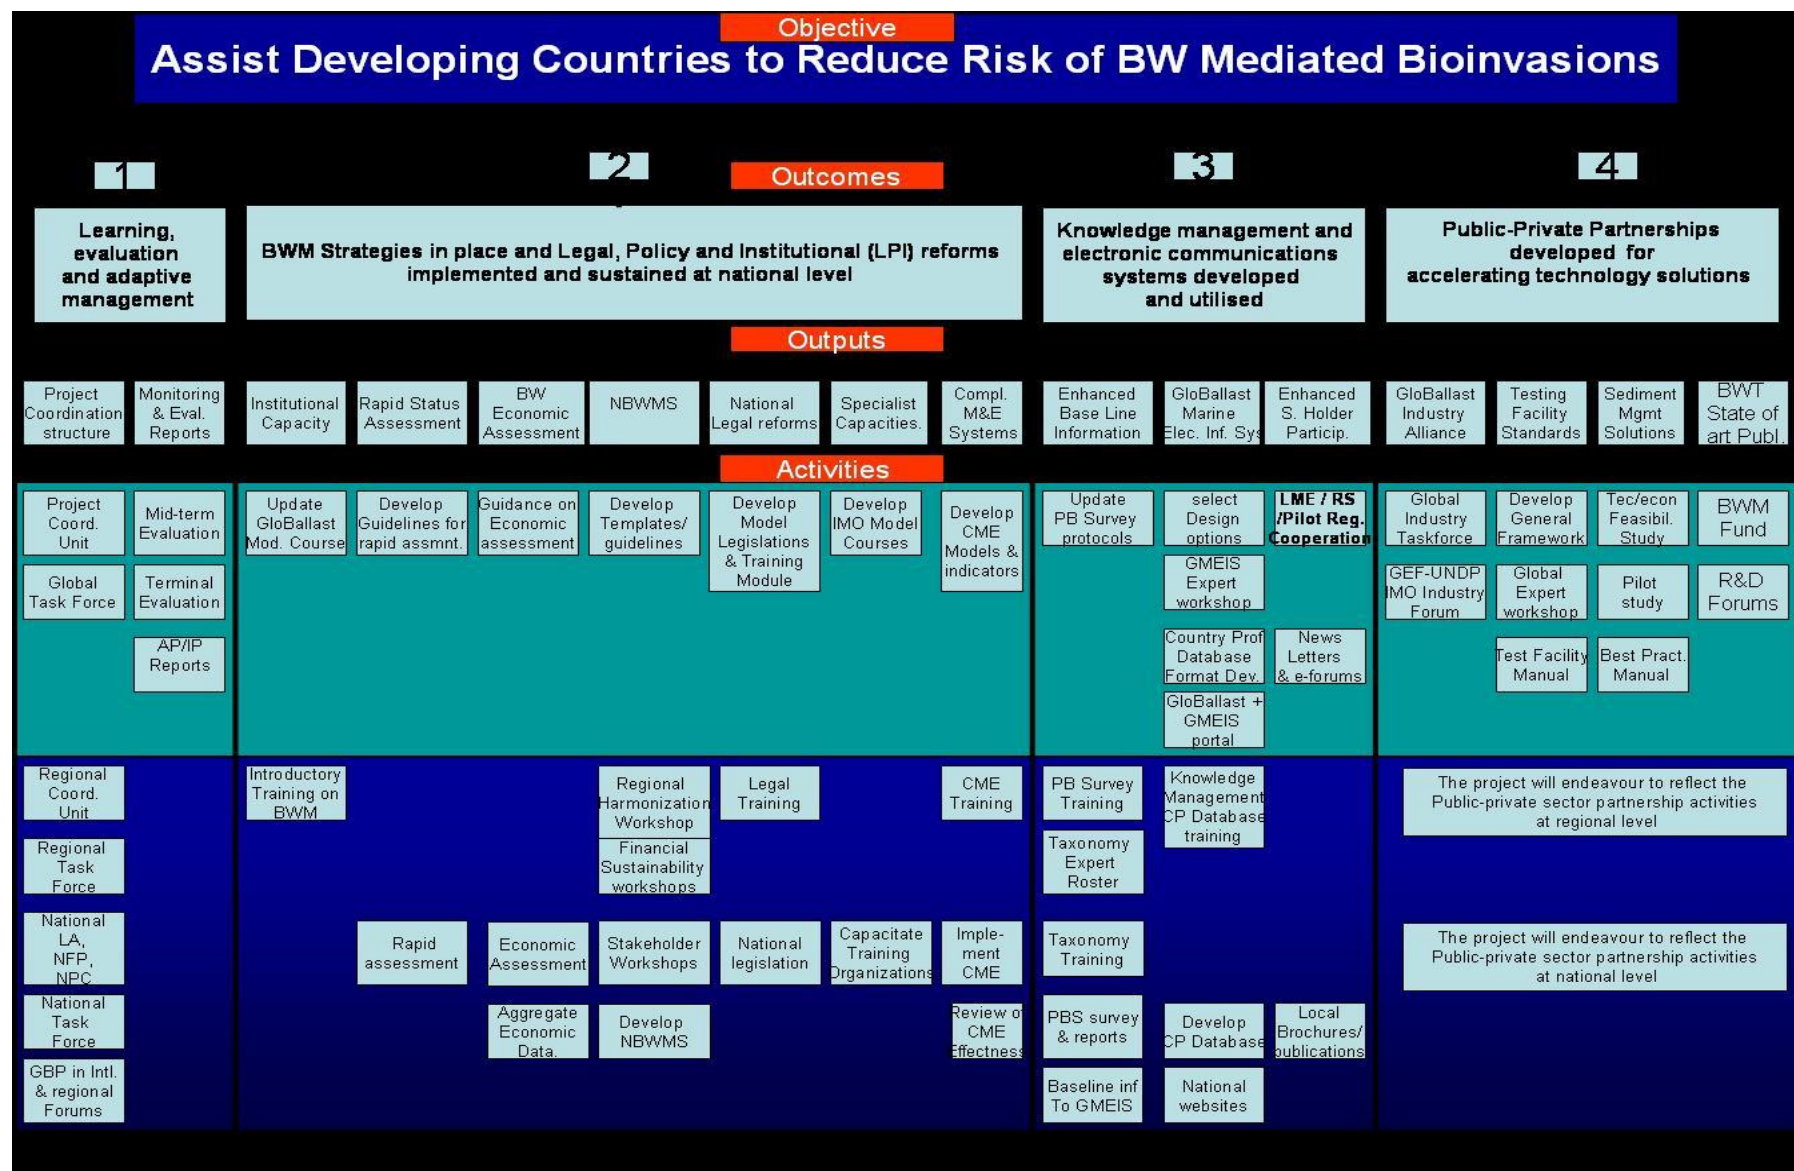 Objective
Assist Developing Countries to Reduce Risk of BW Mediated Bioinvasions
1
2
3
4
Outcomes
Learning,
evaluation
and adaptive
management
BWM Strategies in place and Legal, Policy and Institutional (LPI) reforms
implemented and sustained at national level
Knowledge management and
electronic communications
systems developed
and utilised
Public-Private Partnerships
developed for
accelerating technology solutions
Outputs
Project
Coordination
structure
Monitoring
& Eval.
Reports
Institutional
Capacity
Rapid Status
Assessment
BW
Economic
Assessment
NBWMS
National
Legal reforms
Specialist
Capacities.
Compl.
M&E
Systems
Enhanced
Base Line
Information
GloBallast
Marine
Elec. Inf. Sys
Enhanced
S. Holder
Particip.
GloBallast
Industry
Alliance
Testing
Facility
Standards
Sediment
Mgmt
Solutions
BWT
State of
art Publ.
Activities
Project
Coord.
Unit
Mid-term
Evaluation
Update
GloBallast
Mod. Course
Develop
Guidelines for
rapid assmnt.
Guidance on
Economic
assessment
Develop
Templates/
guidelines
Develop
Model
Legislations
& Training
Module
Develop
IMO Model
Courses
Develop
CME
Models &
indicators
Update
PB Survey
protocols
select
Design
options
LME / RS
/Pilot Reg.
Cooperation
Global
Industry
Taskforce
Develop
General
Framework
Tec/econ
Feasibil.
Study
BWM
Fund
Global
Task Force
Terminal
Evaluation
GMEIS
Expert
workshop
GEF-UNDP
IMO Industry
Forum
Global
Expert
workshop
Pilot
study
R&D
Forums
AP/IP
Reports
Country Prof
Database
Format Dev.
News
Letters
& e-forums
Test Facility
Manual
Best Pract.
Manual
GloBallast +
GMEIS
portal
Regional
Coord.
Unit
Introductory
Training on
BWM
Regional
Harmonization
Workshop
Legal
Training
CME
Training
PB Survey
Training
Knowledge
Management
CP Database
training
The project will endeavour to reflect the
Public-private sector partnership activities
at regional level
Regional
Task
Force
Financial
Sustainability
workshops
Taxonomy
Expert
Roster
National
LA,
NFP,
NPC
Rapid
assessment
Economic
Assessment
Stakeholder
Workshops
National
legislation
Capacitate
Training
Organizations
Imple-
ment
CME
Taxonomy
Training
The project will endeavour to reflect the
Public-private sector partnership activities
at national level
National
Task
Force
Aggregate
Economic
Data.
Develop
NBWMS
Review of
CME
Effectness
PBS survey
& reports
Develop
CP Database
Local
Brochures/
publications
GBP in Intl.
& regional
Forums
Baseline inf
To GMEIS
National
websites